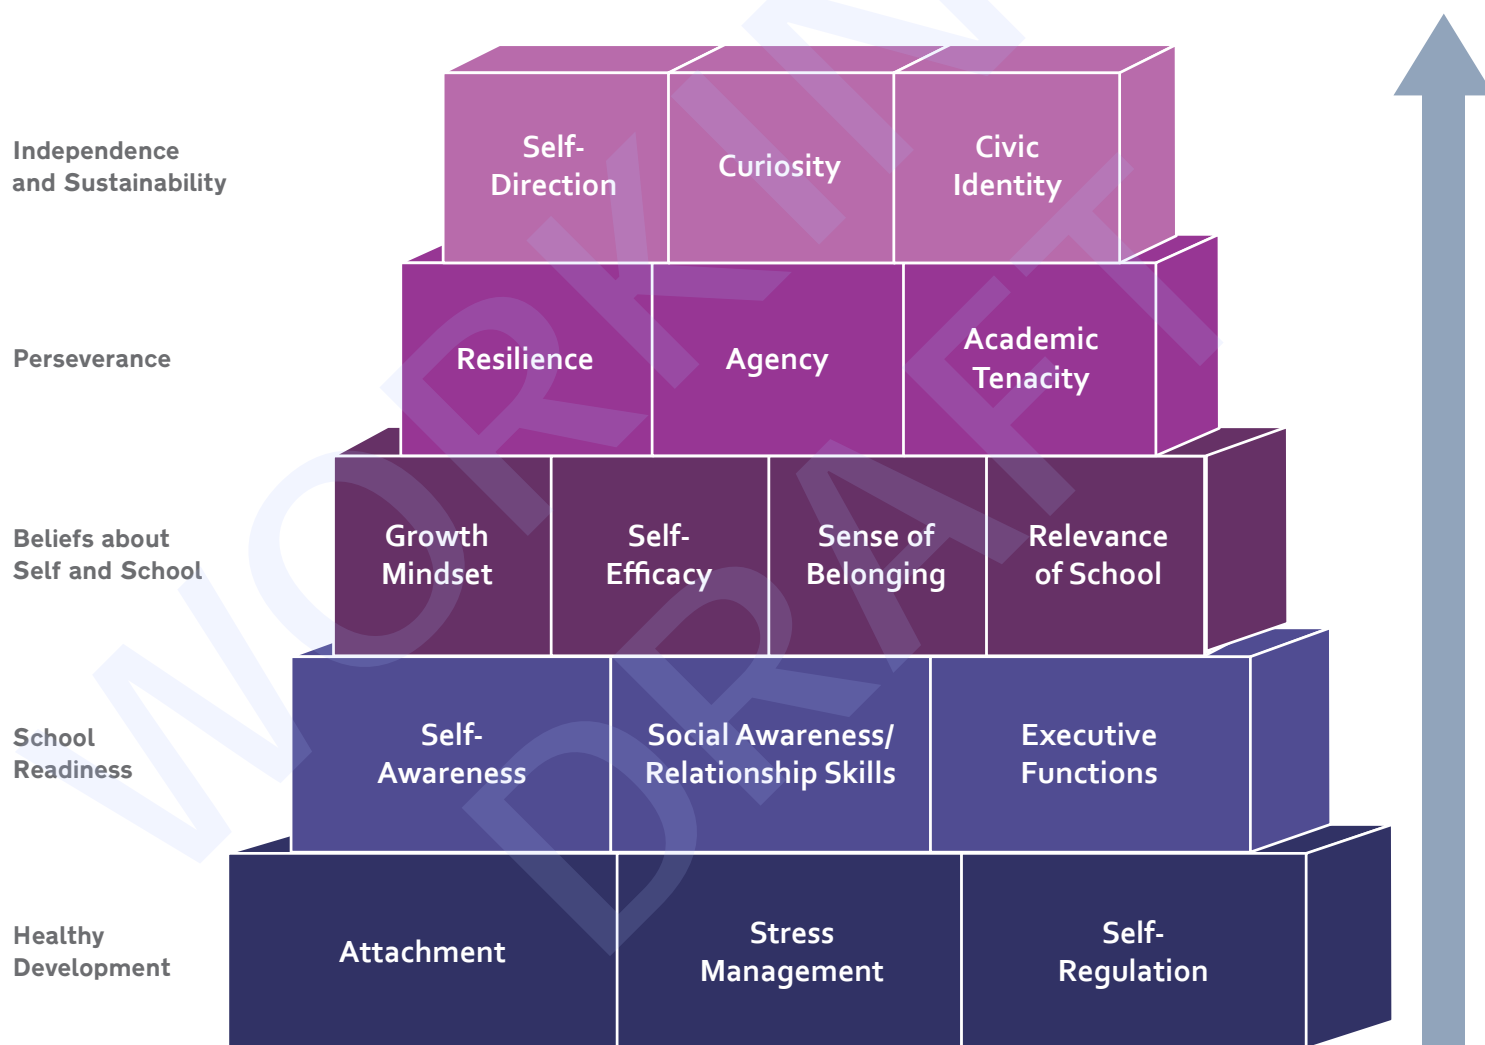 Independence
and Sustainability
Self-
Direction
Curiosity
Civic
Identity
Perseverance
Resilience
Agency
Academic
Tenacity
Beliefs about
Self and School
Growth
Mindset
Self-
Efficacy
Sense of
Belonging
Relevance
of School
School
Readiness
Self-
Awareness
Social Awareness/
Relationship Skills
Executive
Functions
Healthy
Development
Attachment
Stress
Management
Self-
Regulation
WORKIN
DRAFT